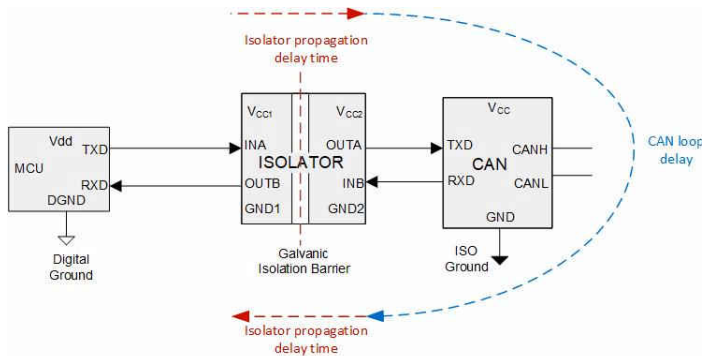 Isolator propagation
delay time
VCC1
VCC2
VCC
Vdd
TXD
INA
OUTA
TXD
CANH
CAN loop
delay
MCU
ISOLATOR
CAN
RXD
OUTB
INB
RXD
CANL
DGND
GND1
GND2
GND
Digital
Ground
Galvanic
Isolation Barrier
ISO
Ground
Isolator propagation
delay time